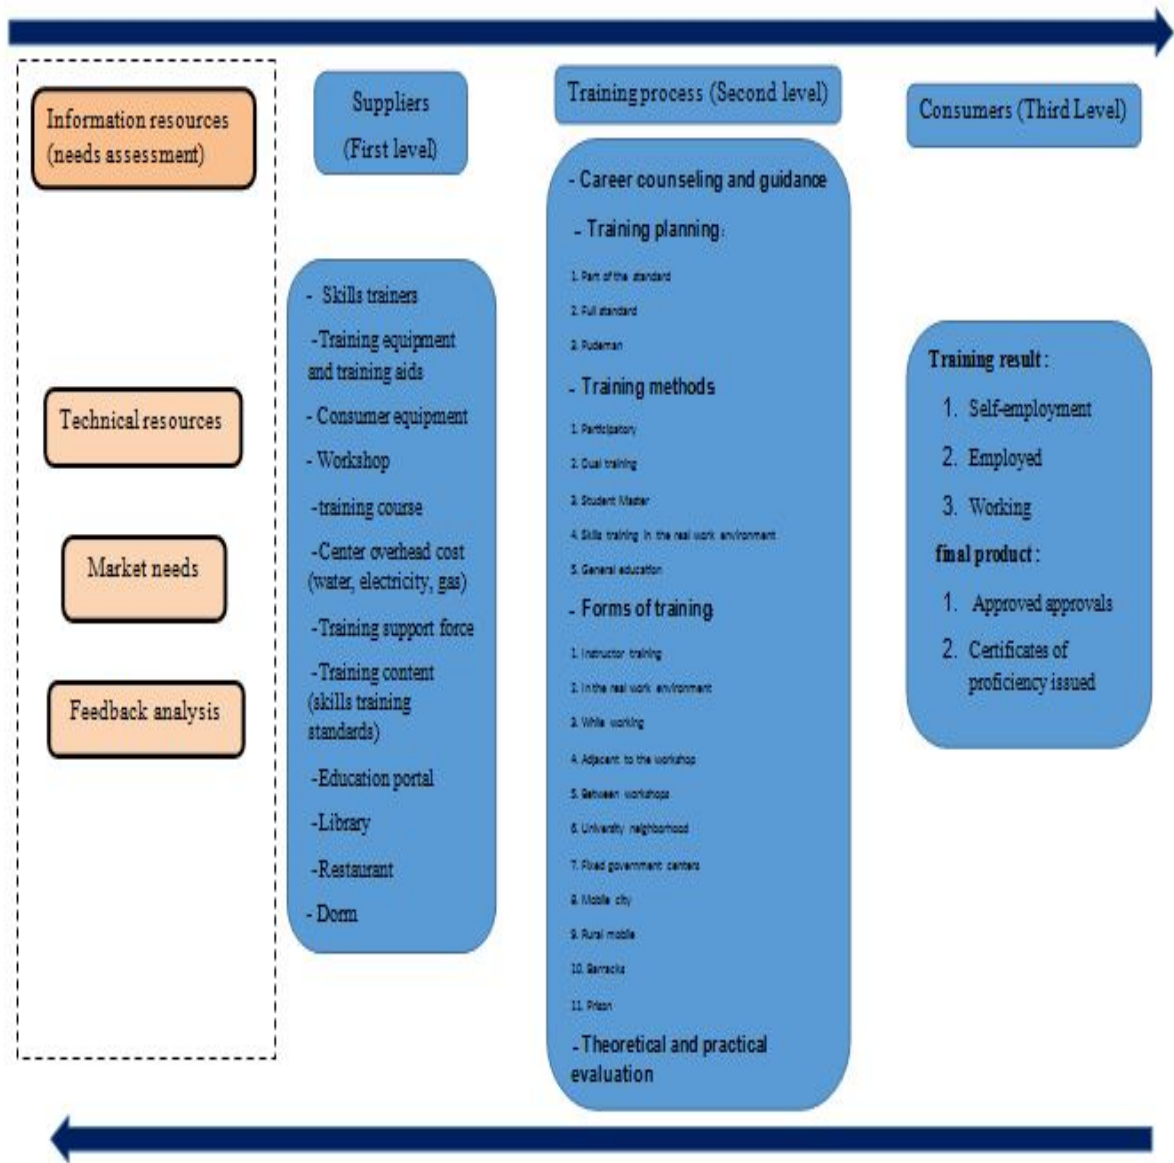 Information resources
(needs assessment)
Technical resources
Market needs
Feedback analysis
Suppliers
(First level)
- Skills trainers
-Training equipment
and training aids
- Consumer equipment
- Workshop
-training course
-Center overhead cost
(water, electricity, gas)
-Training support force
-Training content
(skills training
standards)
-Education portal
-Library
-Restaurant
- Dorm
Training process (Second level)
- Career counseling and guidance
- Training planning:
1. Part of the standard
2. Full standard
3. Pudeman
- Training methods
1. Participatory
2. Dual training
3. Student Master
4. Skills training in the real work environment
5. General education
- Forms of training
1. Instructor training
2. In the real work environment
3. While working
4. Adjacent to the workshop
5. Between workshops
6. University neighborhood
7. Fixed government centers
8. Mobile city
9. Rural mobile
10. Barracks
11. Prison
- Theoretical and practical
evaluation
Consumers (Third Level)
Training result :
1. Self-employment
2. Employed
3. Working
final product :
1. Approved approvals
2. Certificates of
proficiency issued